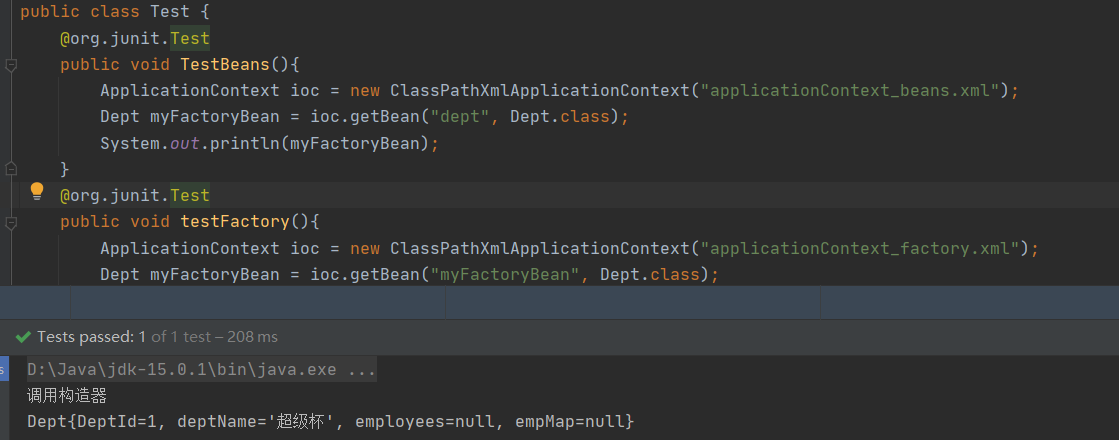 public class Test {
@org.junit.Test
public void TestBeans(){
ApplicationContext ioc = new ClassPathXmlApplicationContext("applicationContext_beans.xml");
Dept myFactoryBean = ioc.getBean("dept", Dept.class);
System.out.println(myFactoryBean);
}
@org.junit.Test
public void testFactory(){
ApplicationContext ioc = new ClassPathXmlApplicationContext("applicationContext_factory.xml");
Dept myFactoryBean = ioc.getBean("myFactoryBean", Dept.class);
Tests passed: 1 of 1 test – 208 ms
s D:\Java\jdk-15.0.1\bin\java.exe ...
调用构造器
Dept{DeptId=1, deptName='超级杯', employees=null, empMap=null}